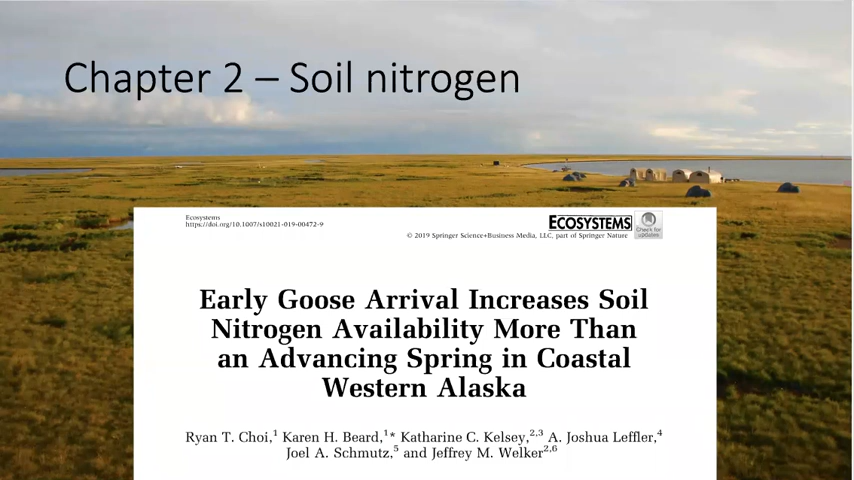 Chapter 2 – Soil nitrogen
Ecosystems
https://doi.org/10.1007/s10021-019-00472-9
ECOSYSTEMS
Check for
updates
© 2019 Springer Science+Business Media, LLC, part of Springer Nature
Early Goose Arrival Increases Soil
Nitrogen Availability More Than
an Advancing Spring in Coastal
Western Alaska
Ryan T. Choi,1 Karen H. Beard,1* Katharine C. Kelsey,2,3 A. Joshua Leffler,4
Joel A. Schmutz,5 and Jeffrey M. Welker2,6